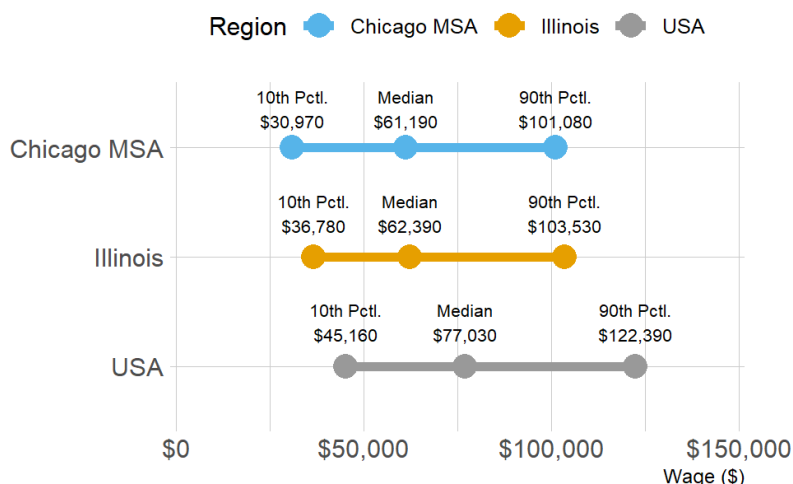 Region Chicago MSA Illinois USA
10th Pctl. Median 90th Pctl.
$30,970 $61,190 $101,080
Chicago MSA
10th Pctl. Median 90th Pctl.
$36,780 $62,390 $103,530
Illinois
10th Pctl. Median 90th Pctl.
$45,160 $77,030 $122,390
USA
$0 $50,000 $100,000 $150,000
Wage ($)